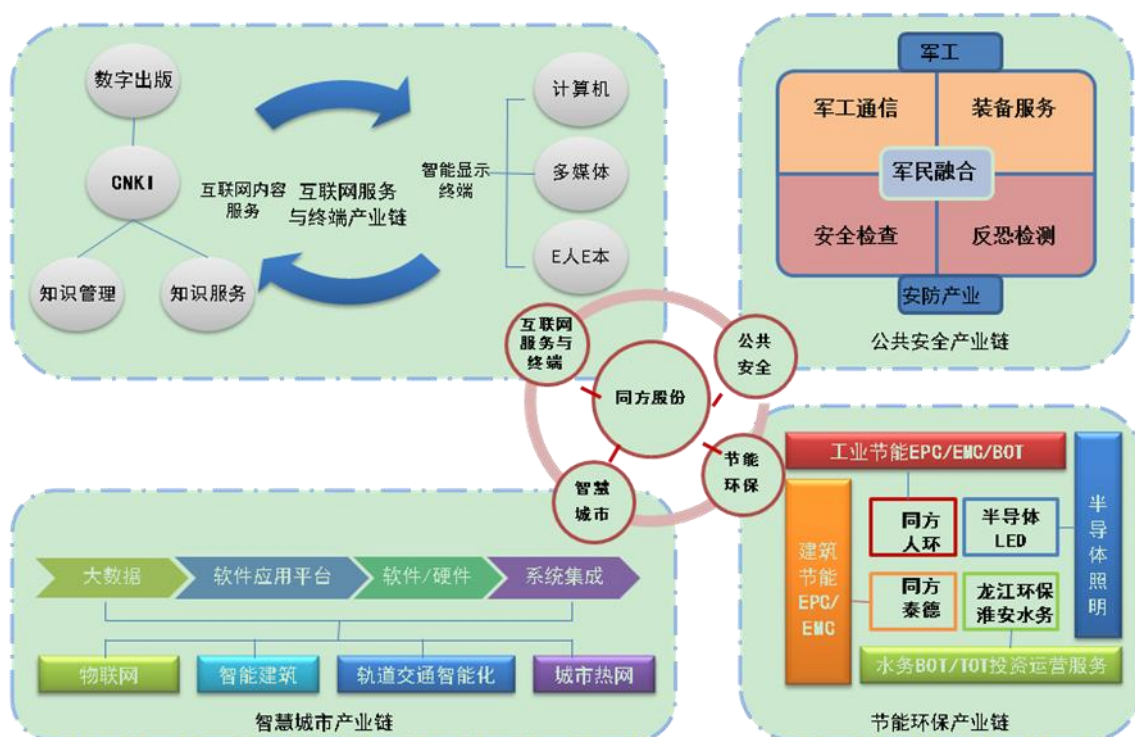 数字出版
CNKI
知识管理
知识服务
互联网内容
服务
互联网服务
与终端产业链
智能显示
终端
计算机
多媒体
E人E本
军工
军工通信
装备服务
军民融合
安全检查
反恐检测
安防产业
公共安全产业链
互联网
服务与
终端
公共
安全
同方股份
智慧
城市
节能
环保
大数据
软件应用平台
软件/硬件
系统集成
物联网
智能建筑
轨道交通智能化
城市热网
智慧城市产业链
工业节能EPC/EMC/BOT
建筑
节能
EPC/
EMC
同方
人环
半导体
LED
同方
泰德
龙江环保
淮安水务
半
导
体
照
明
水务BOT/TOT投资运营服务
节能环保产业链